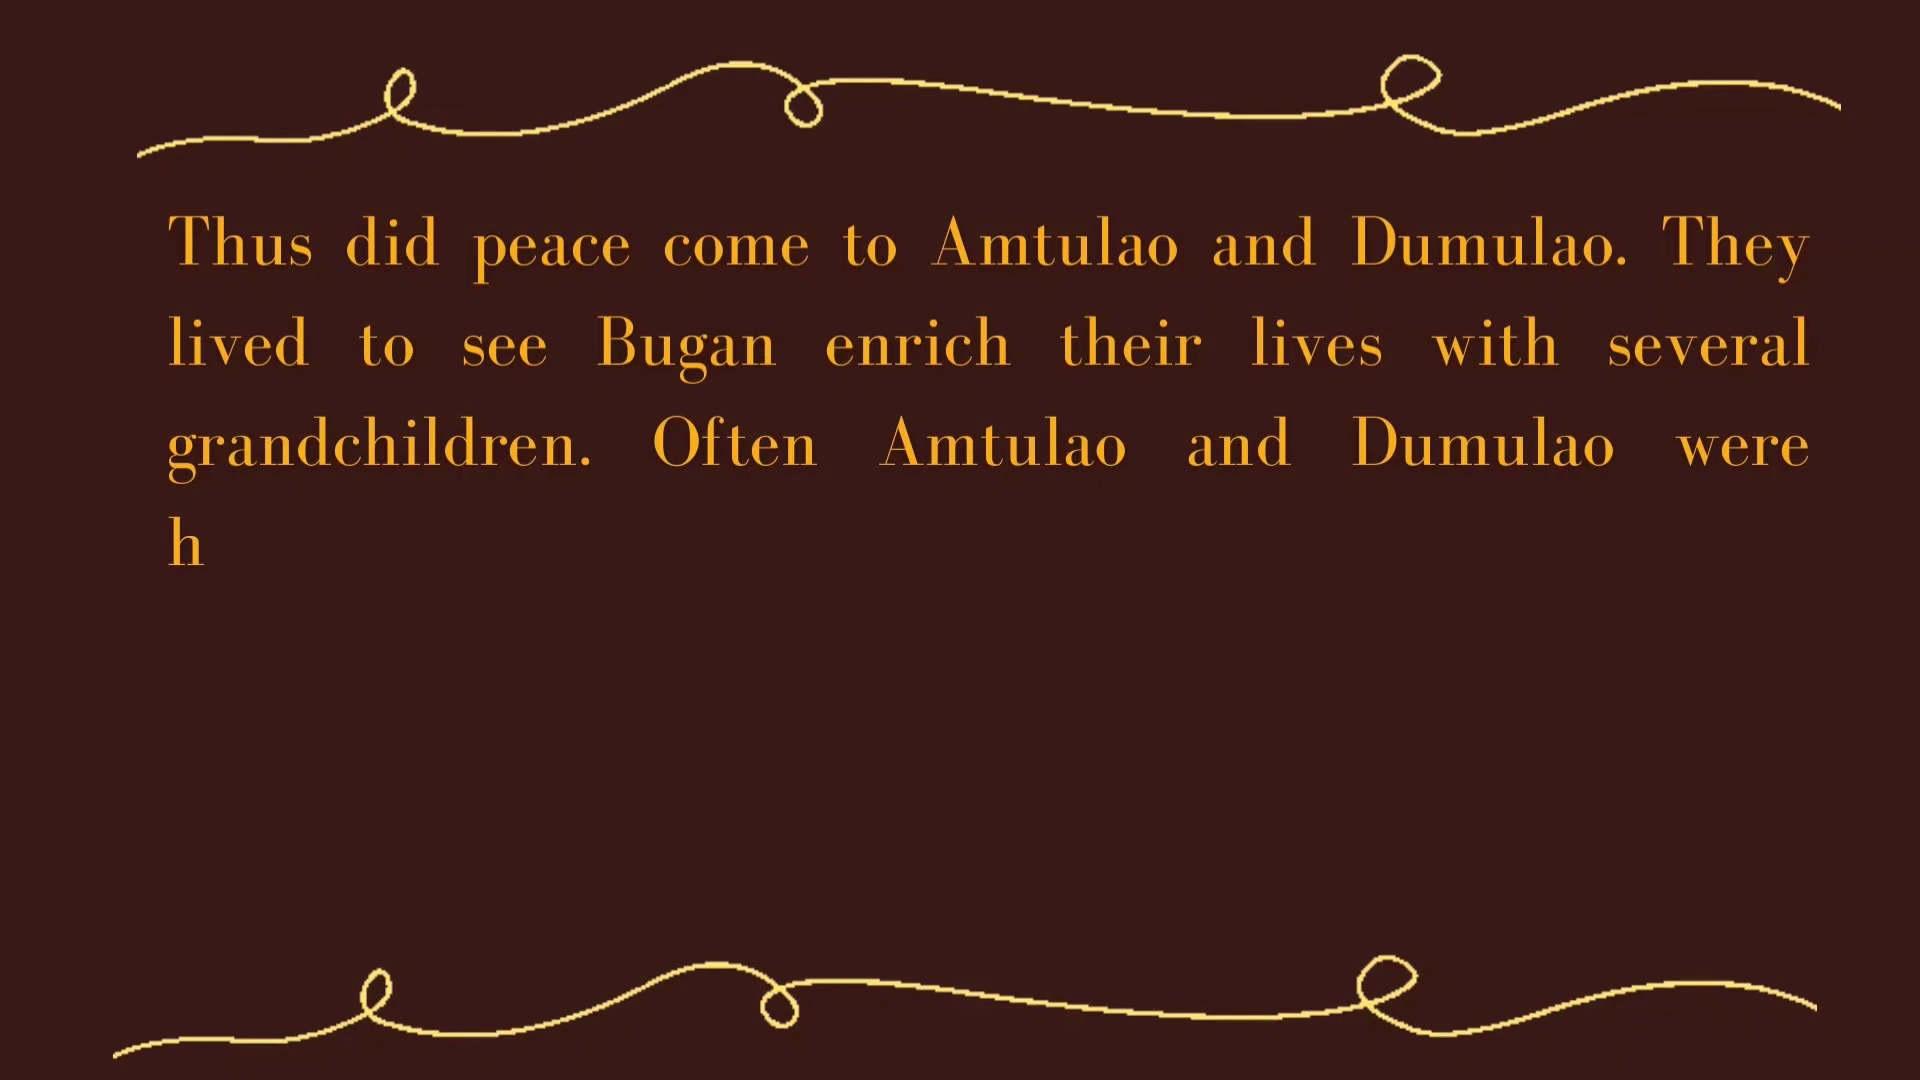 Thus did peace come to Amtulao and Dumulao. They
lived to see Bugan enrich their lives with several
grandchildren. Often Amtulao and Dumulao were
h